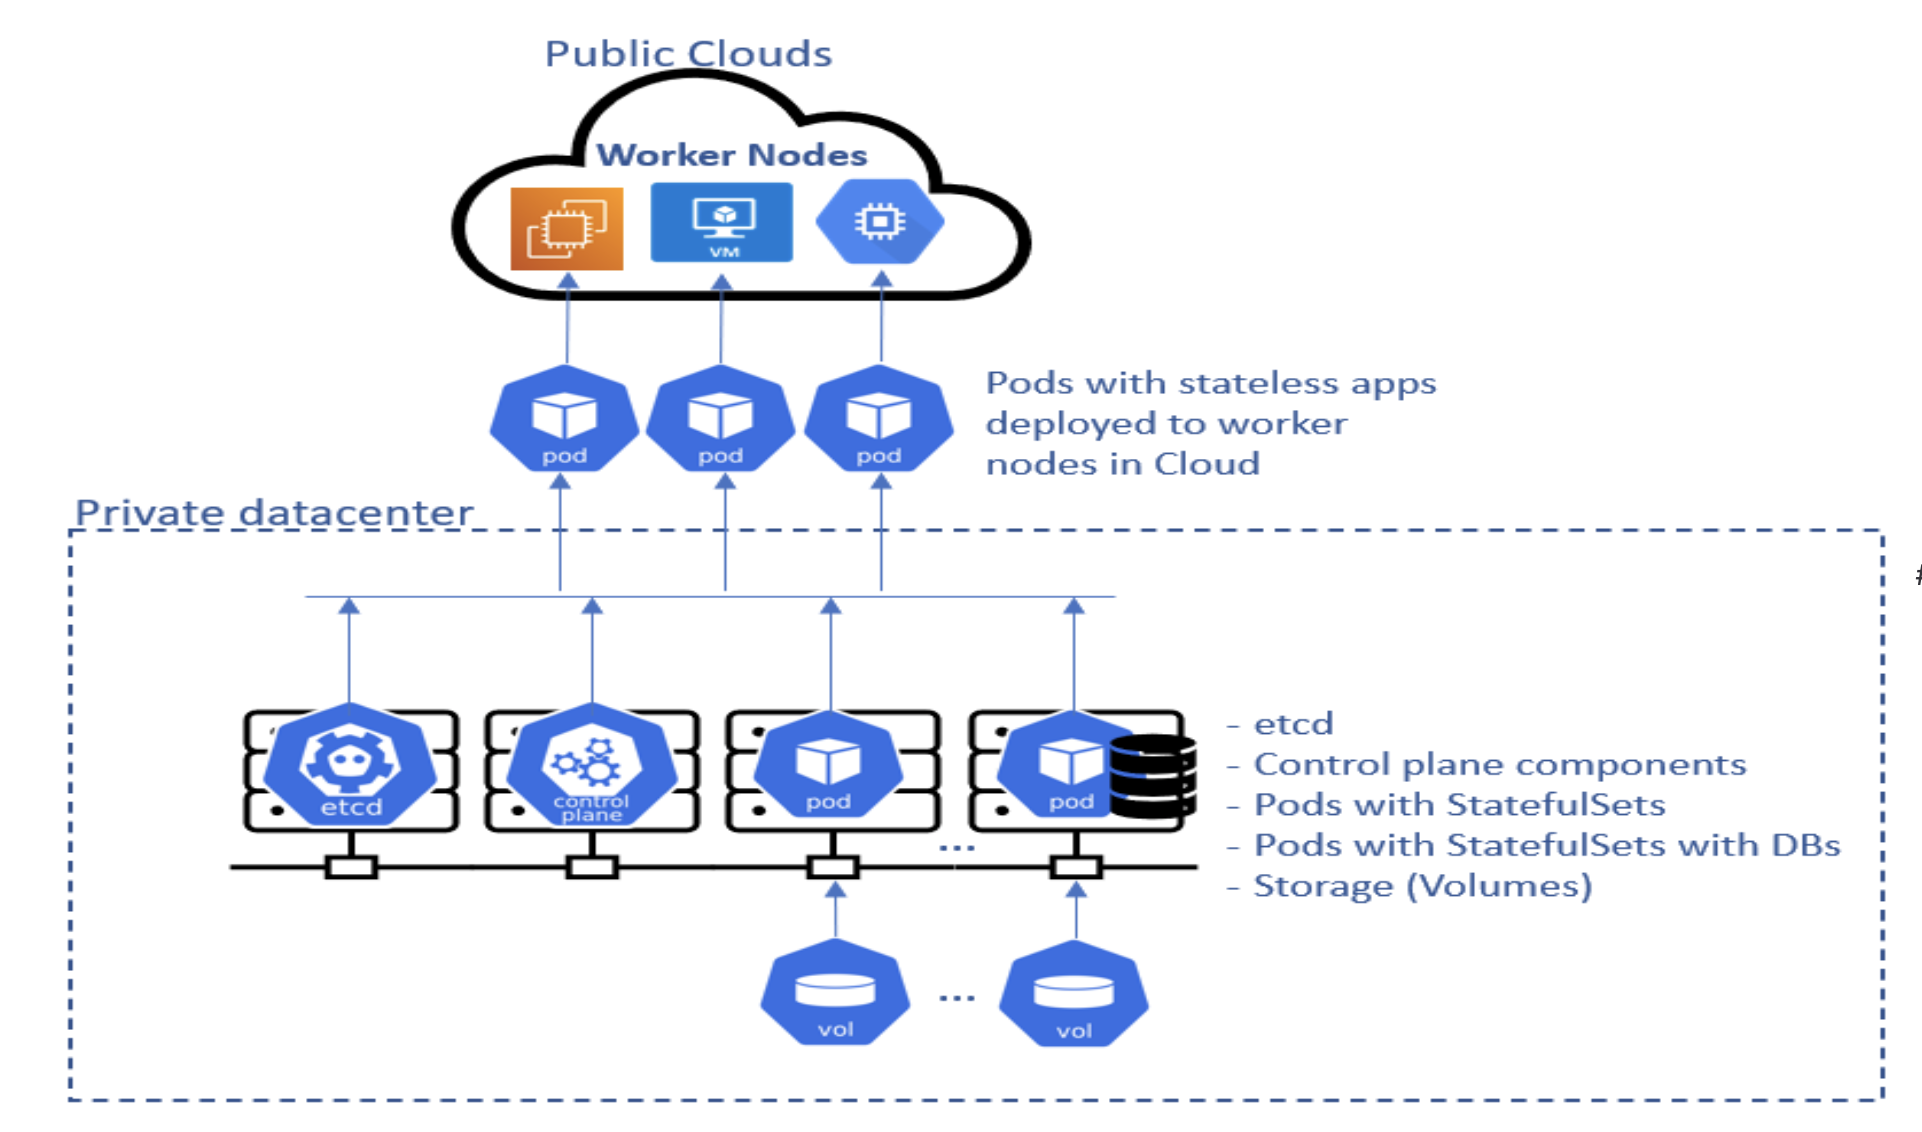 Public Clouds
Worker Nodes
VM
pod
pod
pod
Pods with stateless apps
deployed to worker
nodes in Cloud
Private datacenter
#
etcd
control
plane
pod
pod
...
- etcd
- Control plane components
- Pods with StatefulSets
- Pods with StatefulSets with DBs
- Storage (Volumes)
vol
...
vol